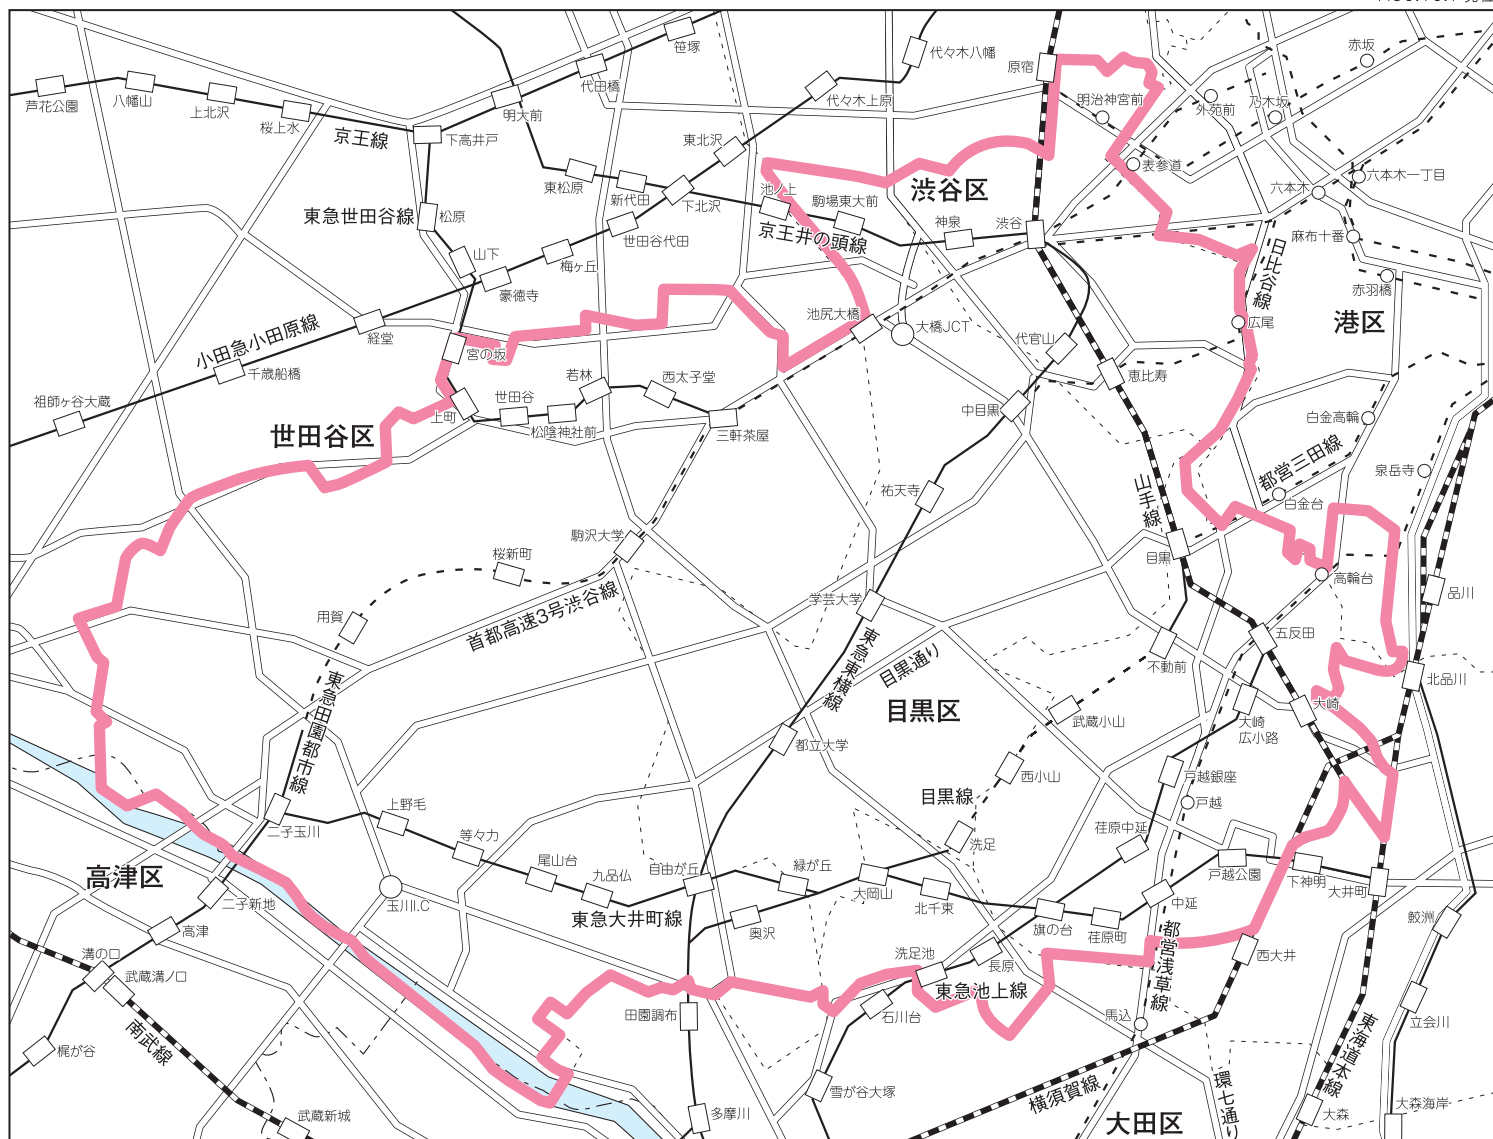 笹塚
代々木八幡
原宿
赤坂
代田橋
芦花公園
八幡山
上北沢
桜上水
京王線
下高井戸
明大前
代々木上原
明治神宮前
外苑前
乃木坂
東北沢
表参道
東松原
新代田
下北沢
池ノ上
駒場東大前
渋谷区
六本木
六本木一丁目
東急世田谷線
松原
世田谷代田
京王井の頭線
神泉
渋谷
麻布十番
山下
梅ヶ丘
豪徳寺
日比谷線
赤羽橋
小田急小田原線
経堂
池尻大橋
大橋JCT
代官山
広尾
港区
宮の坂
千歳船橋
祖師ヶ谷大蔵
若林
西太子堂
世田谷
恵比寿
中目黒
上町
松陰神社前
三軒茶屋
世田谷区
白金高輪
都営三田線
泉岳寺
祐天寺
山手線
白金台
駒沢大学
桜新町
目黒
用賀
首都高速3号渋谷線
学芸大学
高輪台
品川
東急東横線
目黒通り
五反田
不動前
東急田園都市線
目黒区
武蔵小山
大崎
大崎
広小路
北品川
都立大学
西小山
戸越銀座
目黒線
戸越
二子玉川
上野毛
等々力
荏原中延
洗足
尾山台
九品仏
自由が丘
緑が丘
大岡山
北千束
戸越公園
下神明
大井町
高津区
二子新地
玉川I.C
東急大井町線
奥沢
旗の台
荏原町
中延
鮫洲
高津
溝の口
武蔵溝ノ口
洗足池
長原
都営浅草線
西大井
東急池上線
田園調布
石川台
馬込
立会川
南武線
梶が谷
東海道本線
雪が谷大塚
横須賀線
環七通り
多摩川
武蔵新城
大田区
大森
大森海岸